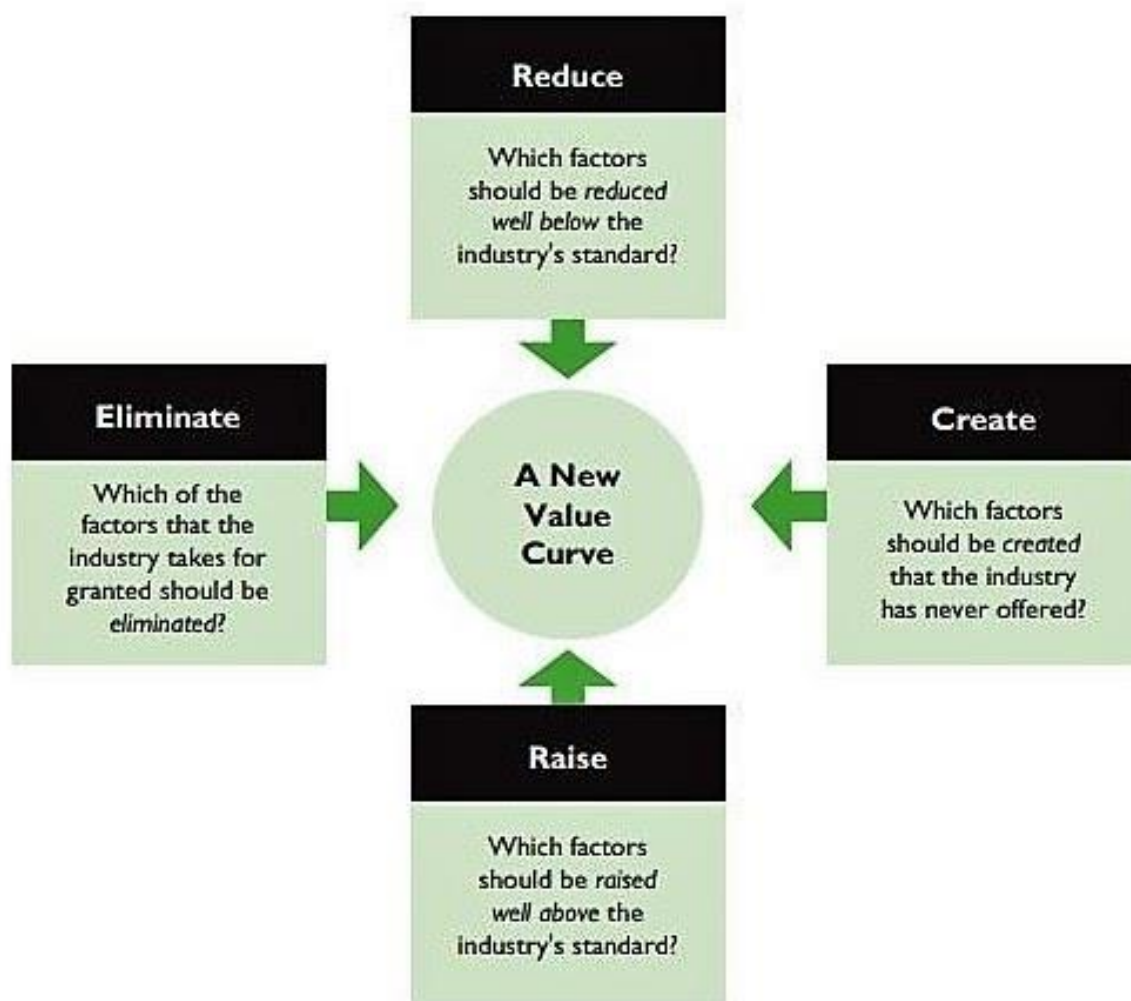 Reduce
Which factors
should be reduced
well below the
industry's standard?
Eliminate
Which of the
factors that the
industry takes for
granted should be
eliminated?
A New
Value
Curve
Create
Which factors
should be created
that the industry
has never offered?
Raise
Which factors
should be raised
well above the
industry's standard?